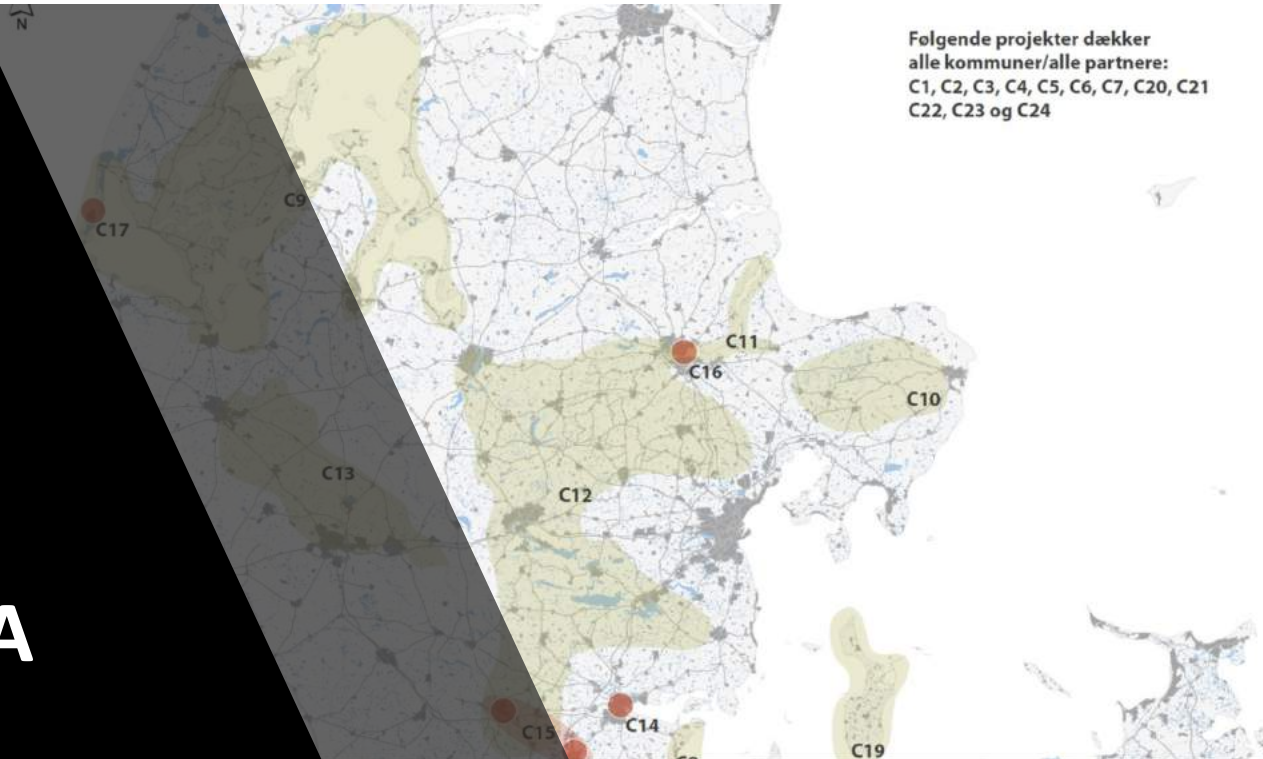 N
Følgende projekter dækker
alle kommuner/alle partnere:
C1, C2, C3, C4, C5, C6, C7, C20, C21
C22, C23 og C24
C9
C17
C11
C16
C10
C13
C12
A
C15
C14
C19